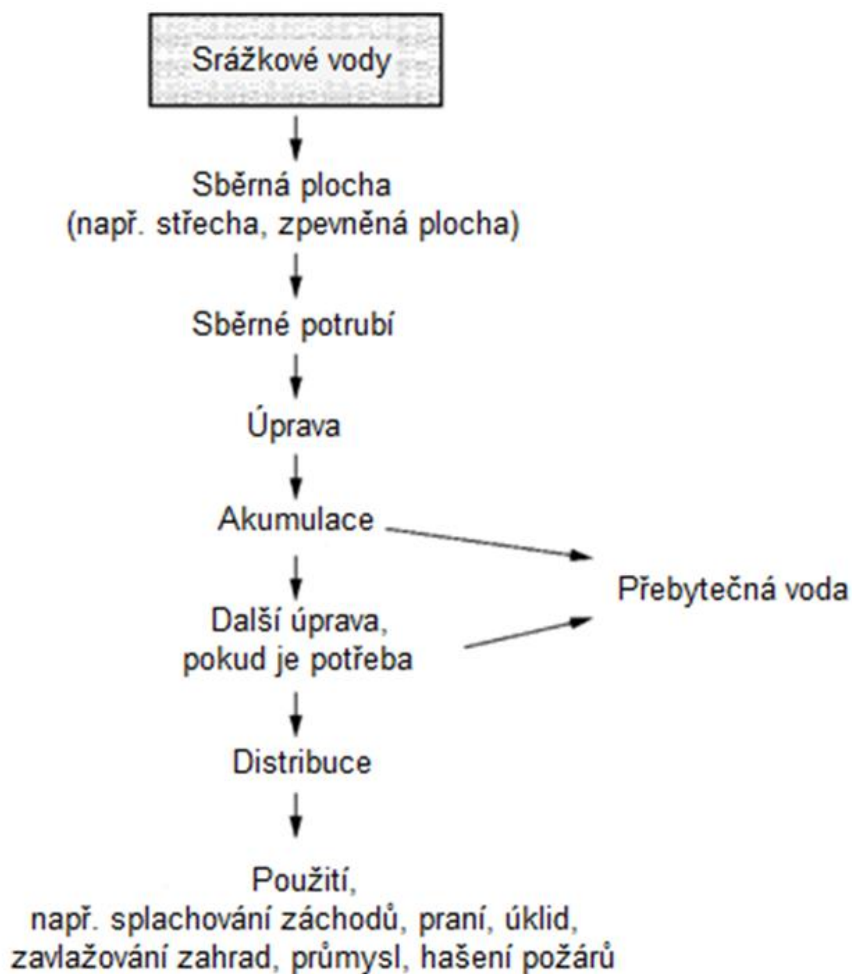 Srážkové vody
Sběrná plocha
(např. střecha, zpevněná plocha)
Sběrné potrubí
Úprava
Akumulace
Přebytečná voda
Další úprava,
pokud je potřeba
Distribuce
Použití,
např. splachování záchodů, praní, úklid,
zavlažování zahrad, průmysl, hašení požárů